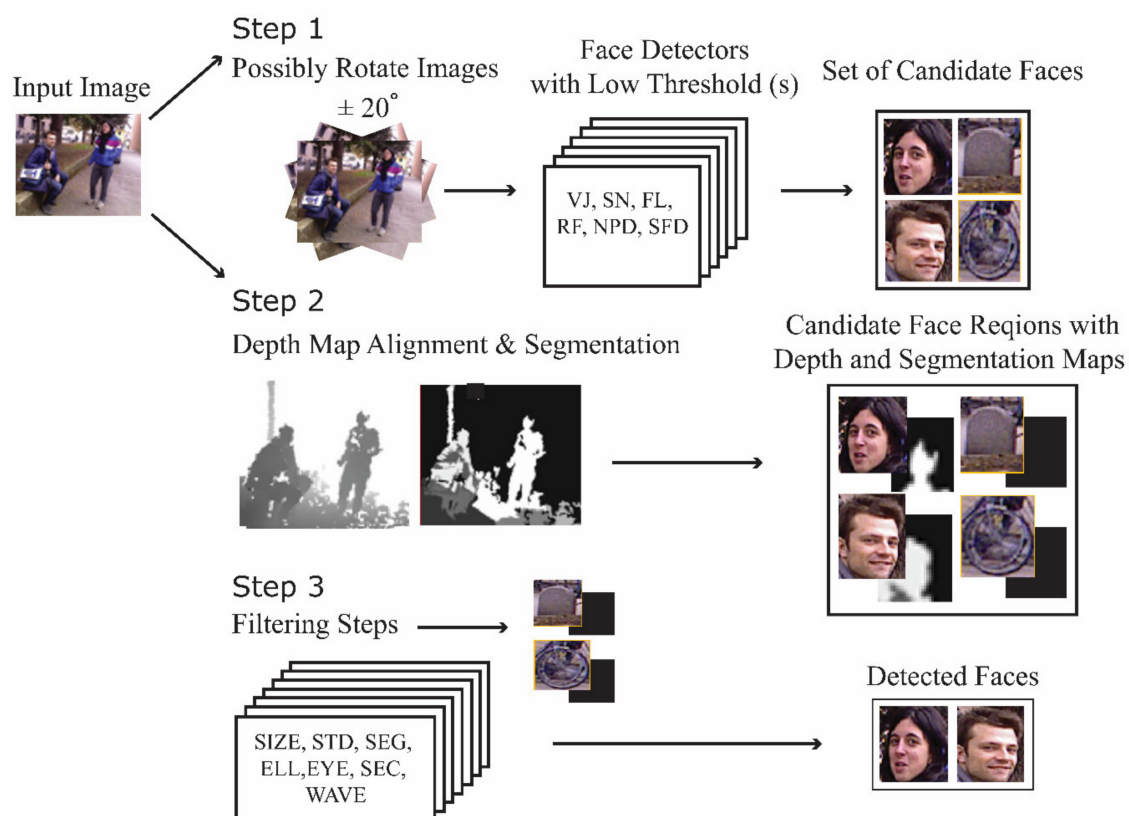 Input Image
Step 1
Possibly Rotate Images
± 20°
Face Detectors
with Low Threshold (s)
VJ, SN, FL,
RF, NPD, SFD
Set of Candidate Faces
Step 2
Depth Map Alignment & Segmentation
Candidate Face Reqions with
Depth and Segmentation Maps
Step 3
Filtering Steps
SIZE, STD, SEG,
ELL,EYE, SEC,
WAVE
Detected Faces